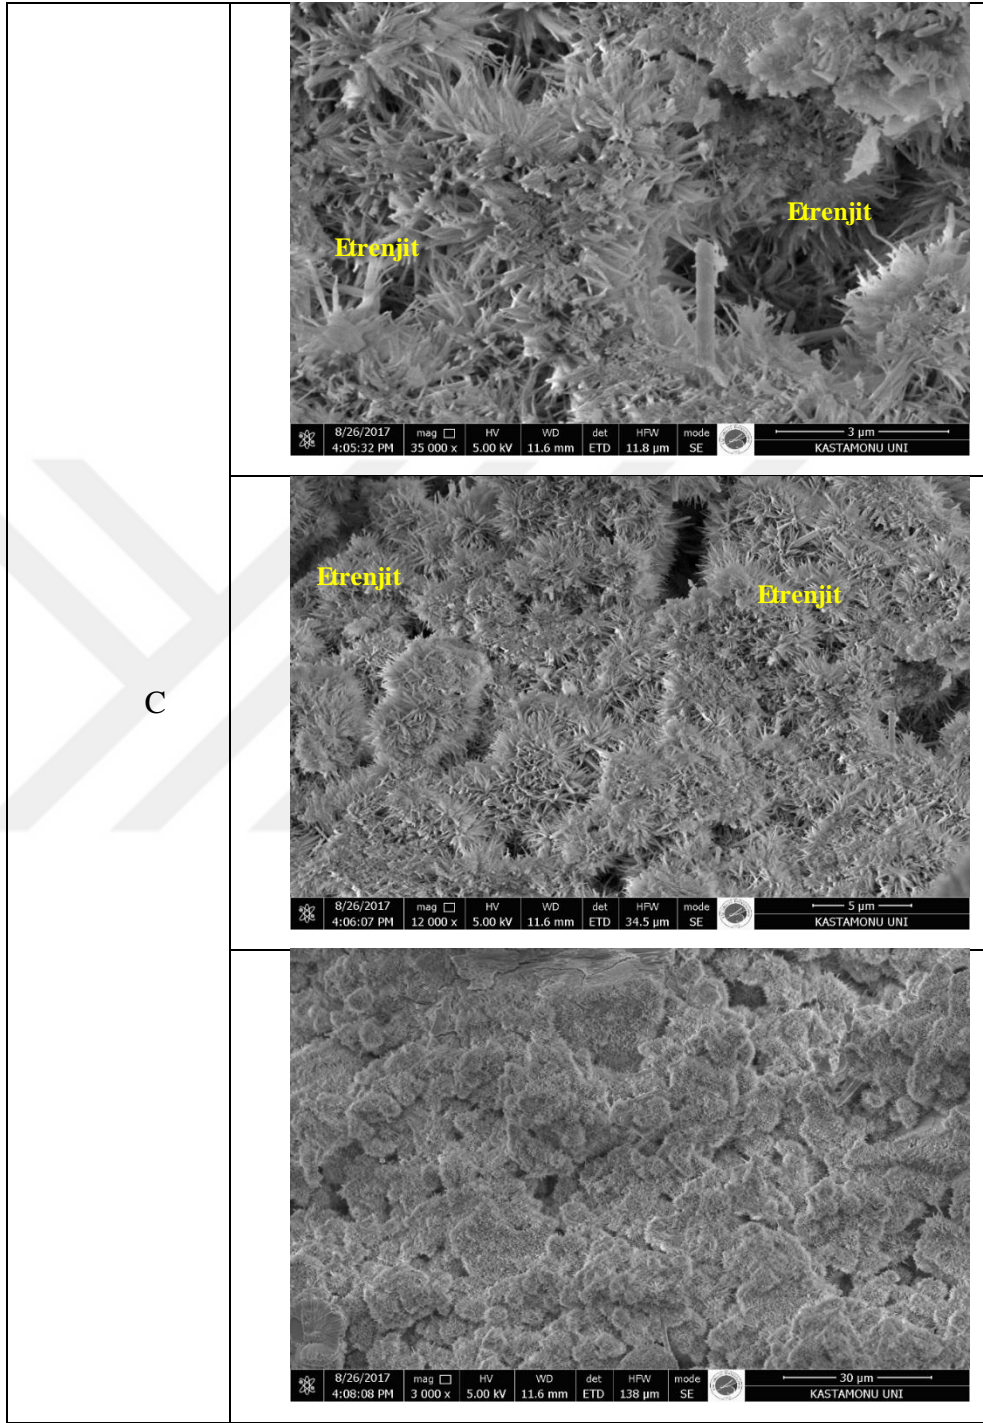 C
Etrenjit
Etrenjit
8/26/2017 mag HV WD det HFW mode 3 µm
4:05:32 PM 35 000 x 5.00 kV 11.6 mm ETD 11.8 µm SE KASTAMONU UNI
Etrenjit
Etrenjit
8/26/2017 mag HV WD det HFW mode 5 µm
4:06:07 PM 12 000 x 5.00 kV 11.6 mm ETD 34.5 µm SE KASTAMONU UNI
8/26/2017 mag HV WD det HFW mode 30 µm
4:08:08 PM 3 000 x 5.00 kV 11.6 mm ETD 138 µm SE KASTAMONU UNI